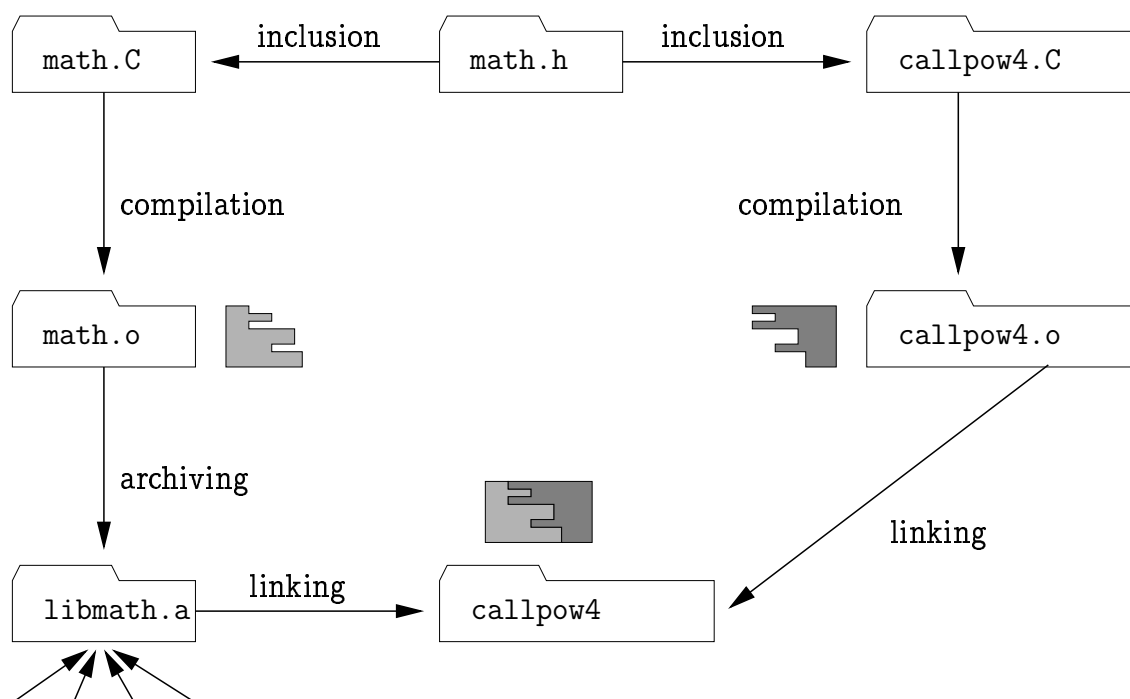 inclusion
inclusion
math.C
math.h
callpow4.C
compilation
compilation
math.o
callpow4.o
archiving
linking
linking
libmath.a
callpow4